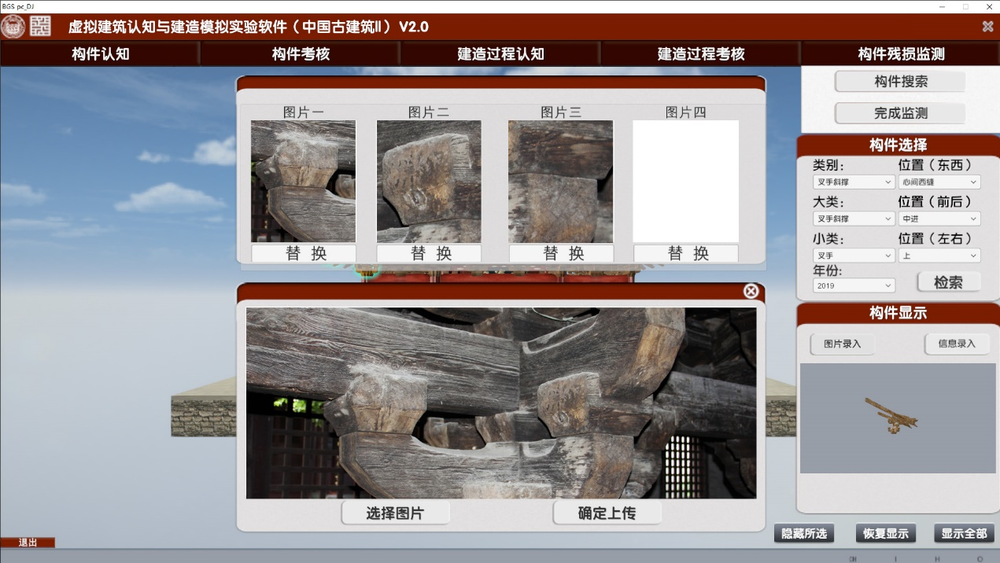 BGS pc_DJ
虚拟建筑认知与建造模拟实验软件（中国古建筑II） V2.0
构件认知 构件考核 建造过程认知 建造过程考核 构件残损监测
构件搜索
完成监测
图片一 图片二 图片三 图片四
替 换 替 换 替 换 替 换
构件选择
类别: 位置（东西）
叉手斜撑 心间西缝
大类: 位置（前后）
叉手斜撑 中进
小类: 位置（左右）
叉手 上
年份:
2019 检索
构件显示
图片录入 信息录入
选择图片 确定上传
隐藏所选 恢复显示 显示全部
退出